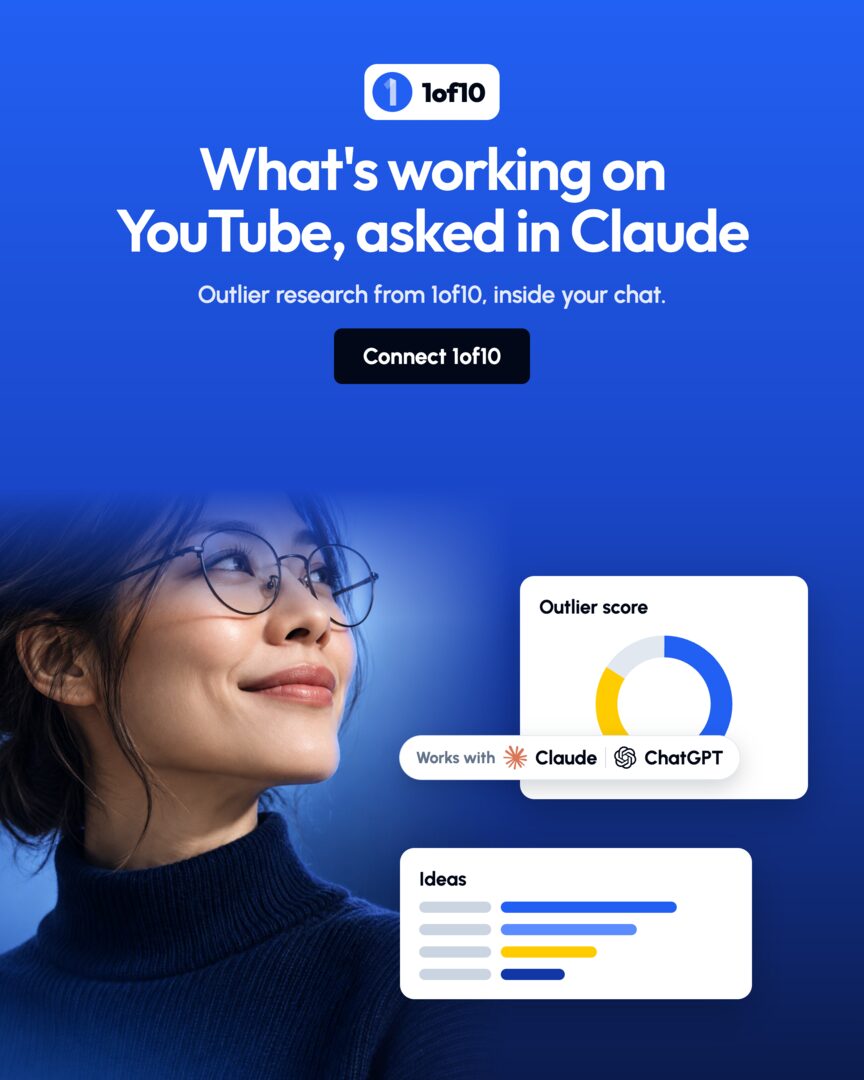 1of10
What's working on
YouTube, asked in Claude
Outlier research from 1of10, inside your chat.
Connect 1of10
Outlier score
Works with Claude ChatGPT
Ideas